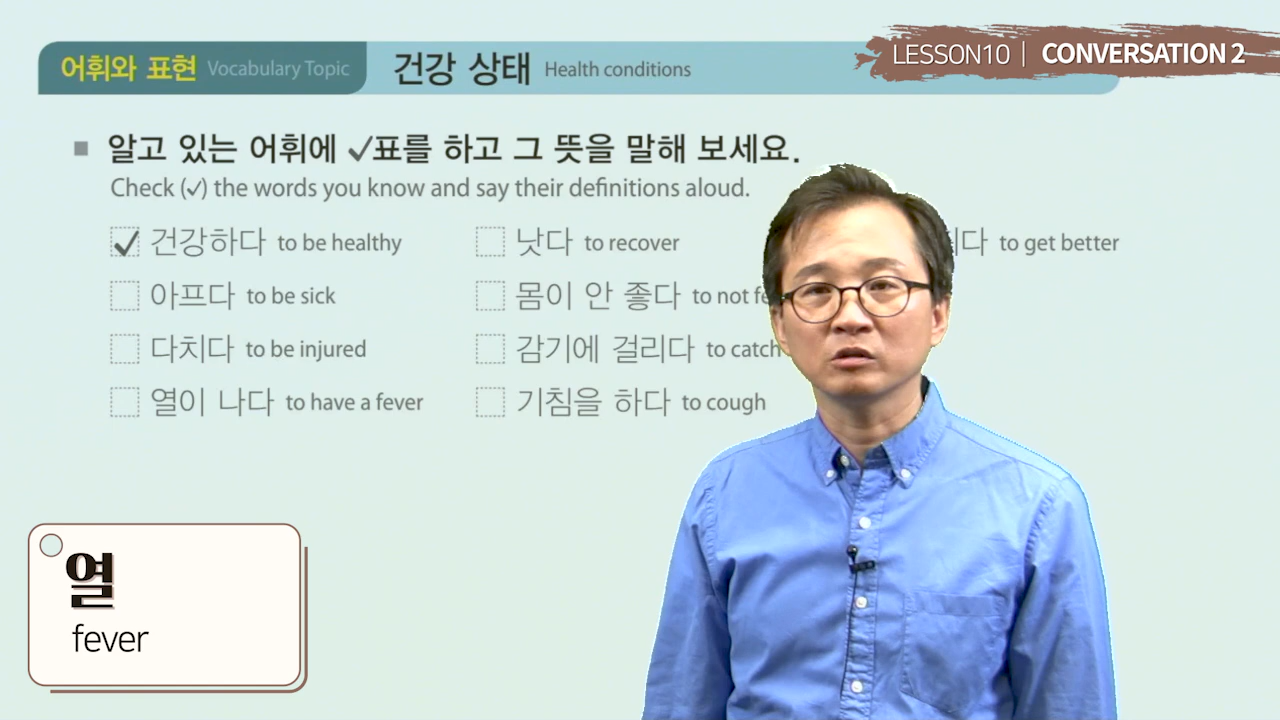 LESSON10 | CONVERSATION 2
어휘와 표현 Vocabulary Topic 건강 상태 Health conditions
■ 알고 있는 어휘에 ✓표를 하고 그 뜻을 말해 보세요.
Check (✓) the words you know and say their definitions aloud.
건강하다 to be healthy 낫다 to recover 다 to get better
아프다 to be sick 몸이 안 좋다 to not
다치다 to be injured 감기에 걸리다 to catch
열이 나다 to have a fever 기침을 하다 to cough
열
fever